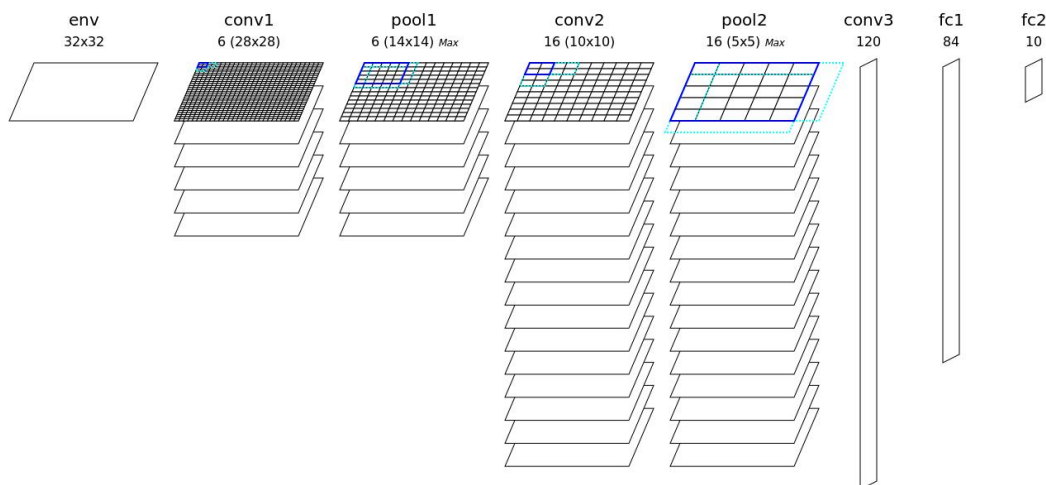 env
32x32
conv1
6 (28x28)
pool1
6 (14x14) Max
conv2
16 (10x10)
pool2
16 (5x5) Max
conv3
120
fc1
84
fc2
10